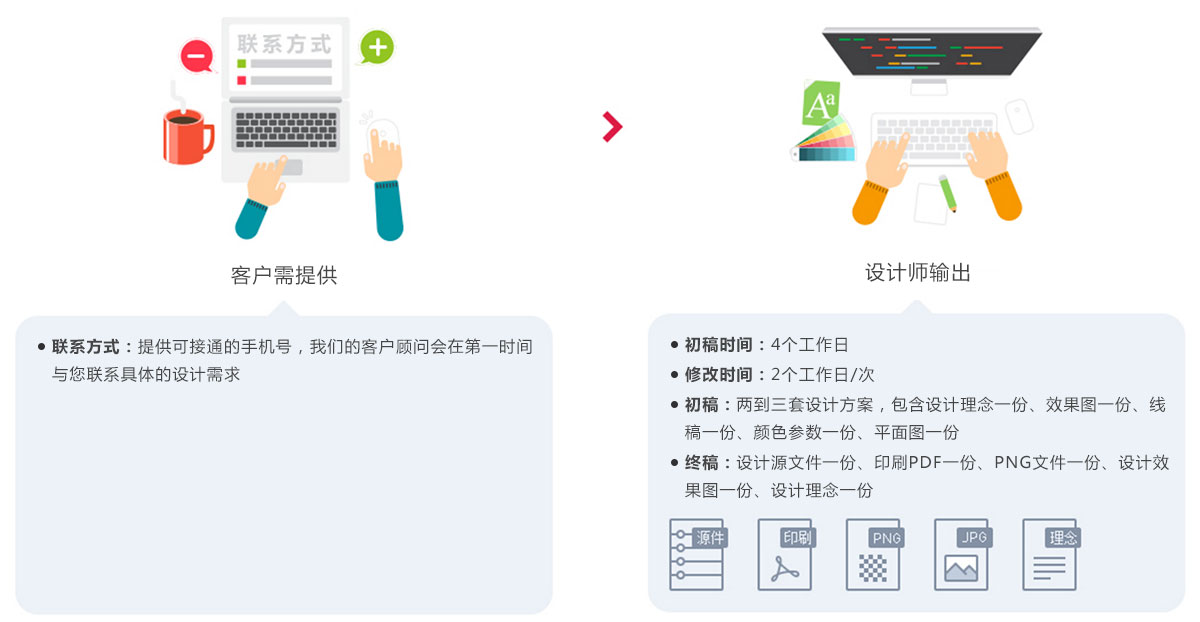 联系方式
客户需提供
联系方式：提供可接通的手机号，我们的客户顾问会在第一时间
与您联系具体的设计需求
Aa
设计师输出
初稿时间：4个工作日
修改时间：2个工作日/次
初稿：两到三套设计方案，包含设计理念一份、效果图一份、线
稿一份、颜色参数一份、平面图一份
终稿：设计源文件一份、印刷PDF一份、PNG文件一份、设计效
果图一份、设计理念一份
源件
印刷
PNG
JPG
理念